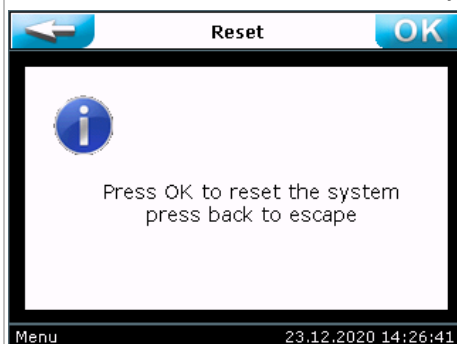 Reset OK
Press OK to reset the system
press back to escape
Menu 23.12.2020 14:26:41